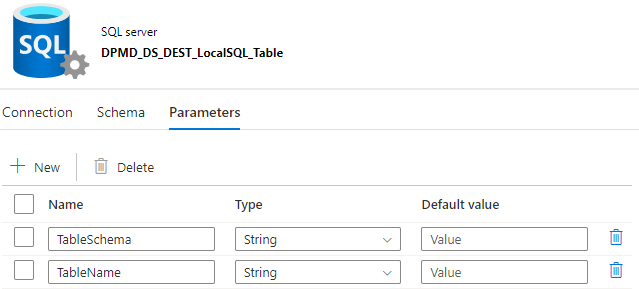 SQL
SQL server
DPMD_DS_DEST_LocalSQL_Table
Connection Schema Parameters
New Delete
Name Type Default value
TableSchema String Value
TableName String Value